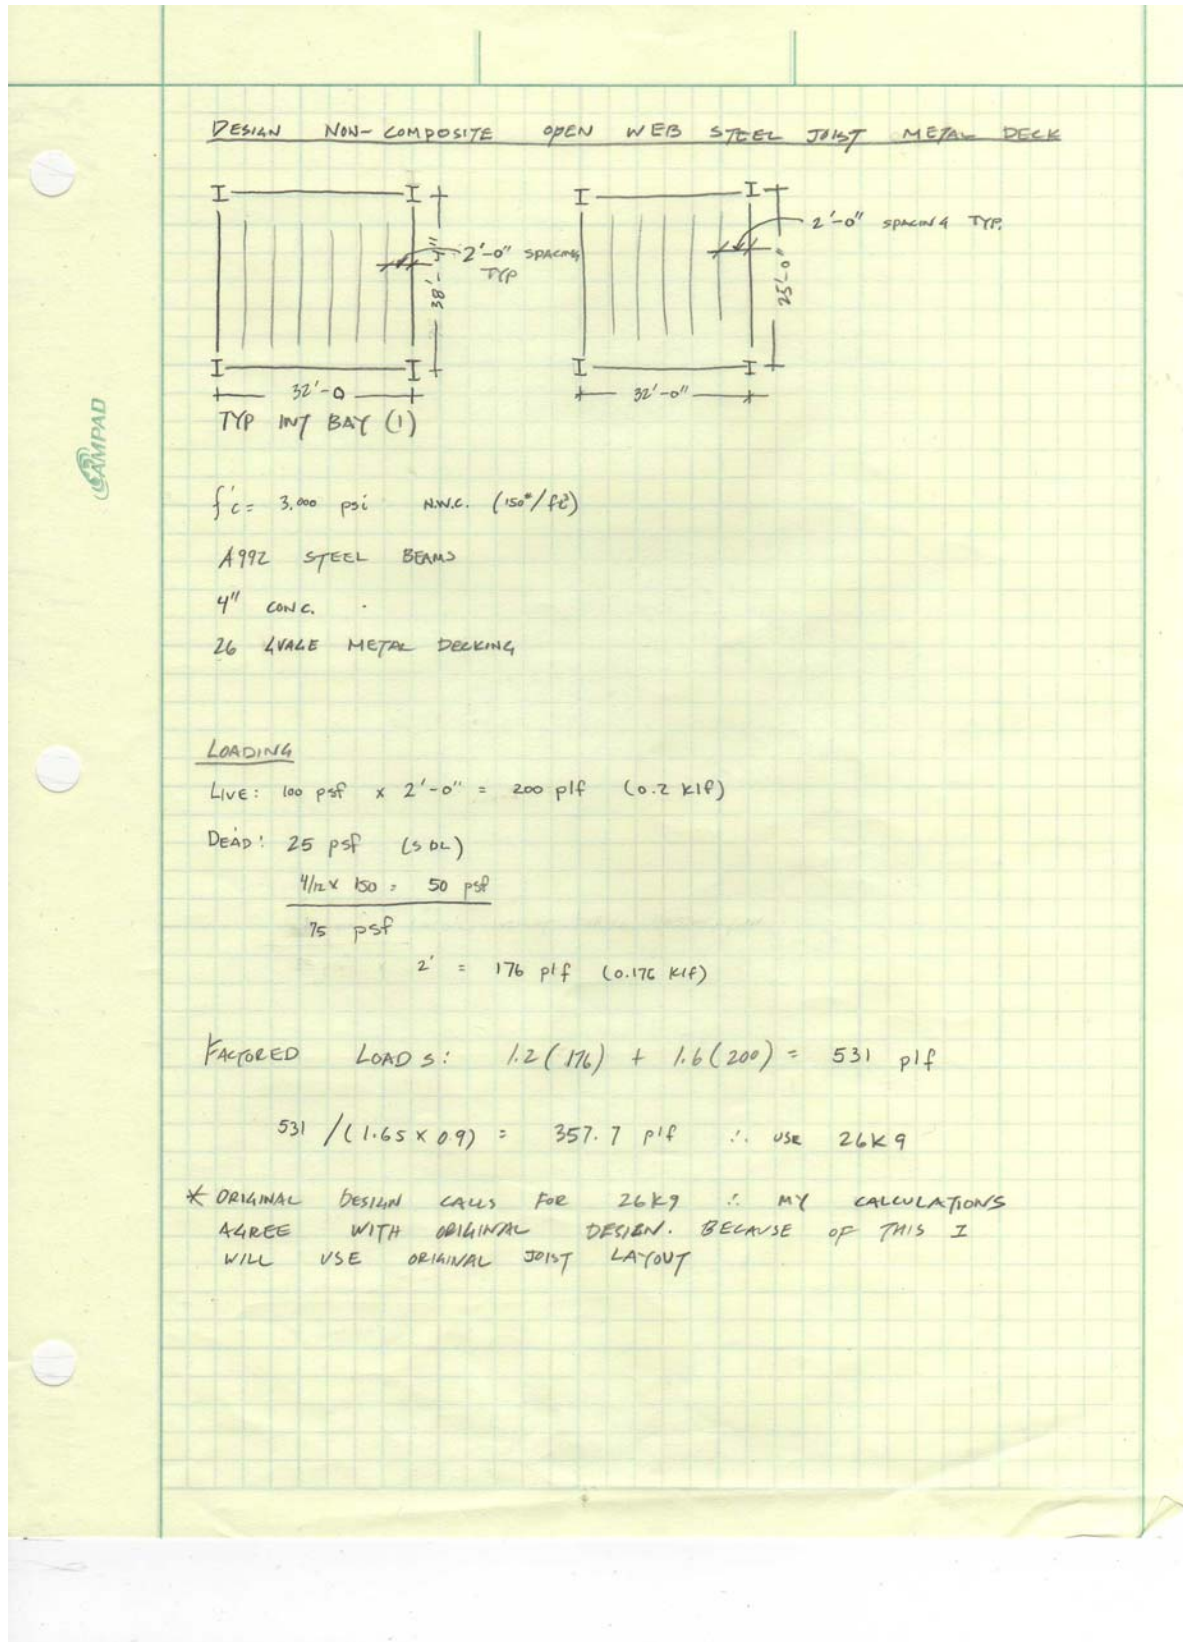 DESIGN NON-COMPOSITE OPEN WEB STEEL JOIST METAL DECK
I I I I
2'-0" SPACING TYP.
2'-0" SPACING
TYP
38'-4"
25'-0"
I I I I
32'-0 32'-0"
TYP INT BAY (1)
CAMPAD
f'c = 3,000 psi N.W.C. (150#/ft³)
A992 STEEL BEAMS
4" CONC.
26 GUAGE METAL DECKING
LOADING
LIVE: 100 psf x 2'-0" = 200 plf (0.2 klf)
DEAD: 25 psf (SDL)
4/12 x 150 = 50 psf
75 psf
2' = 176 plf (0.176 klf)
FACTORED LOADS: 1.2(176) + 1.6(200) = 531 plf
531 /(1.65 x 0.9) = 357.7 plf ∴ USE 26K9
* ORIGINAL DESIGN CALLS FOR 26K9 ∴ MY CALCULATIONS
AGREE WITH ORIGINAL DESIGN. BECAUSE OF THIS I
WILL USE ORIGINAL JOIST LAYOUT